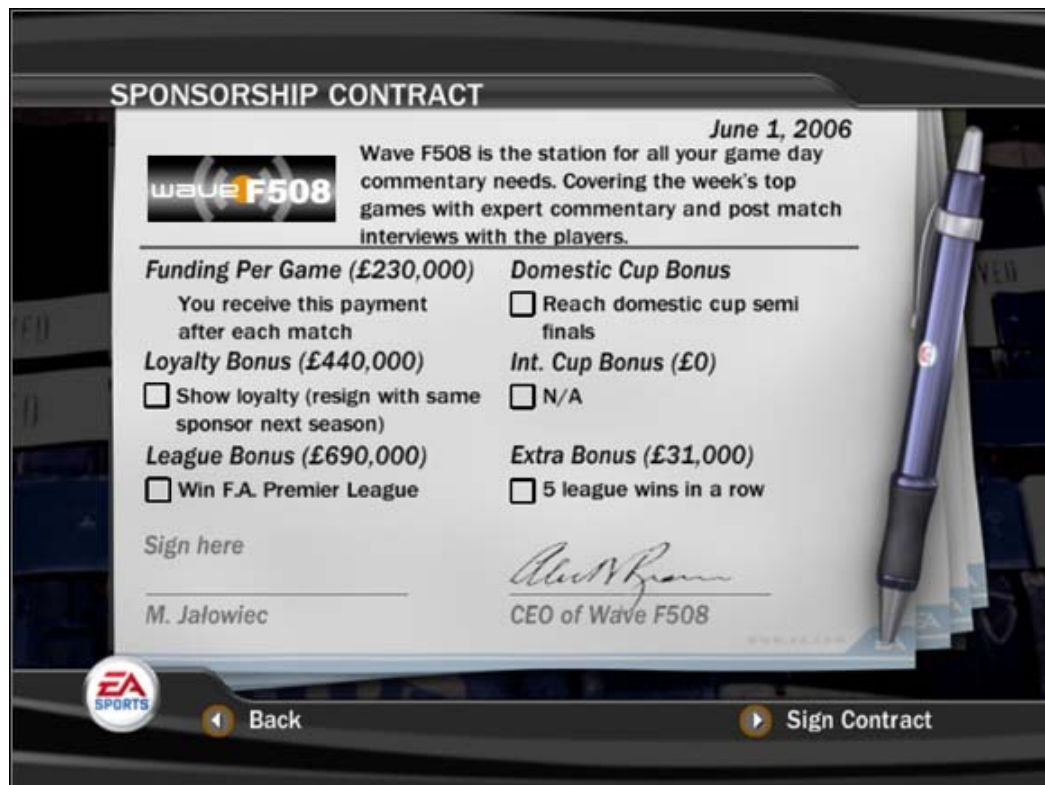 SPONSORSHIP CONTRACT
June 1, 2006
wave F508
Wave F508 is the station for all your game day
commentary needs. Covering the week's top
games with expert commentary and post match
interviews with the players.
Funding Per Game (£230,000)
You receive this payment
after each match
Loyalty Bonus (£440,000)
Show loyalty (resign with same
sponsor next season)
League Bonus (£690,000)
Win F.A. Premier League
Domestic Cup Bonus
Reach domestic cup semi
finals
Int. Cup Bonus (£0)
N/A
Extra Bonus (£31,000)
5 league wins in a row
Sign here
M. Jałowiec
CEO of Wave F508
EA
SPORTS
Back
Sign Contract